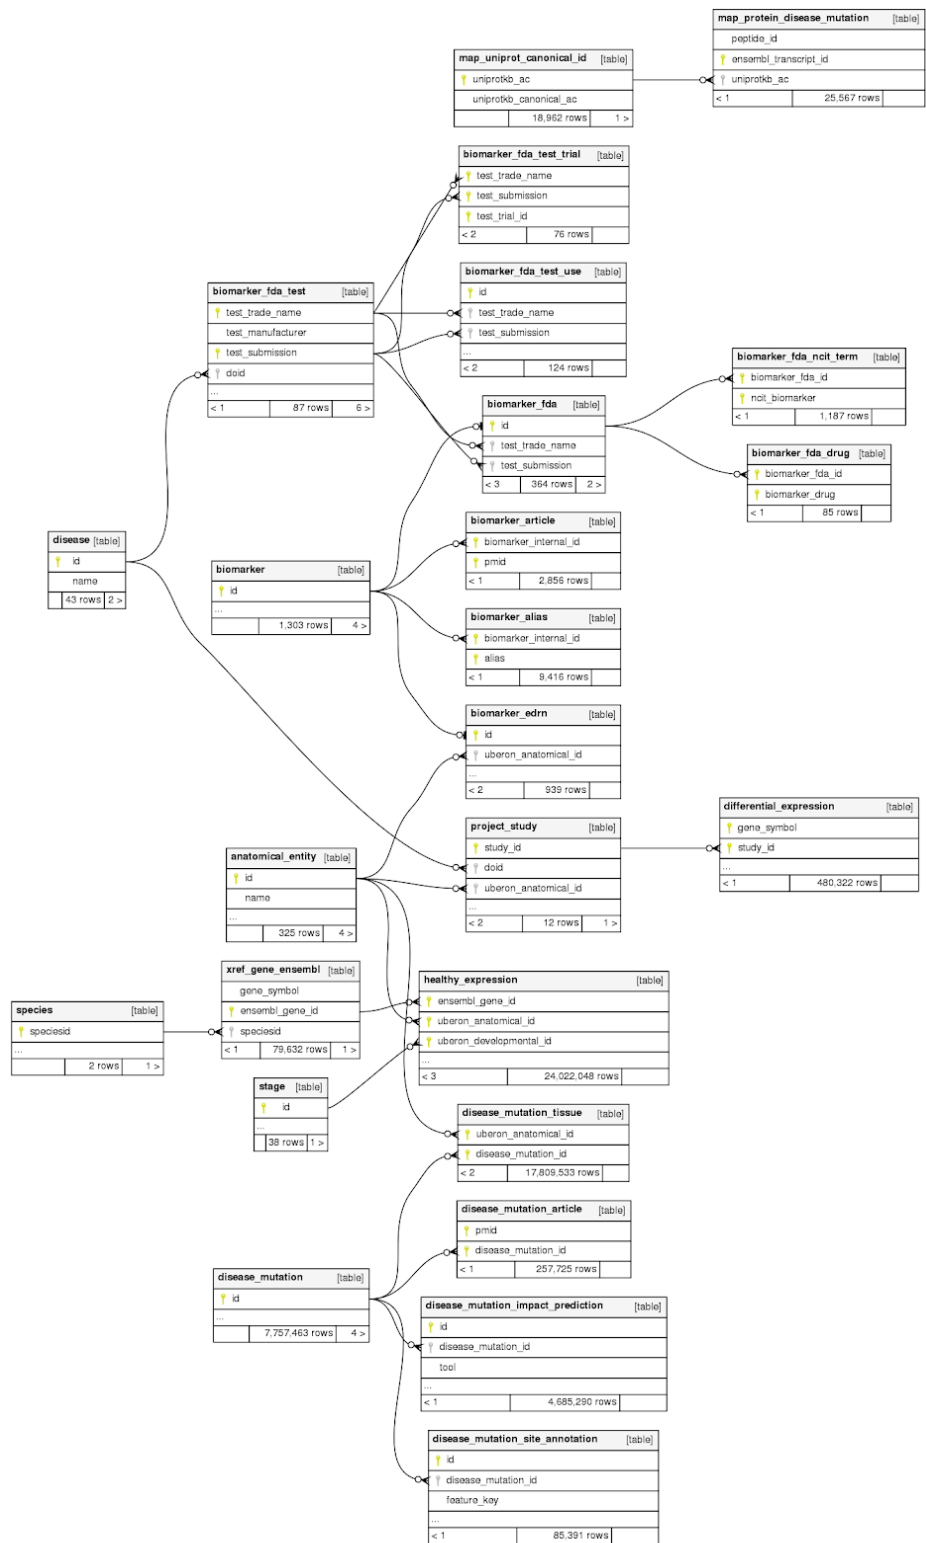 map_protein_disease_mutation [table]
peptide_id
ensembl_transcript_id
uniprotkb_ac
< 1 25,567 rows
map_uniprot_canonical_id [table]
uniprotkb_ac
uniprotkb_canonical_ac
18,962 rows 1 >
biomarker_fda_test_trial [table]
test_trade_name
test_submission
test_trial_id
< 2 76 rows
biomarker_fda_test_use [table]
id
test_trade_name
test_submission
...
< 2 124 rows
biomarker_fda_test [table]
test_trade_name
test_manufacturer
test_submission
doid
...
< 1 87 rows 6 >
biomarker_fda_ncit_term [table]
biomarker_fda_id
ncit_biomarker
< 1 1,187 rows
biomarker_fda [table]
id
test_trade_name
test_submission
< 3 364 rows 2 >
biomarker_fda_drug [table]
biomarker_fda_id
biomarker_drug
< 1 85 rows
biomarker_article [table]
biomarker_internal_id
pmid
< 1 2,856 rows
disease [table]
id
name
43 rows 2 >
biomarker [table]
id
...
1,303 rows 4 >
biomarker_alias [table]
biomarker_internal_id
alias
< 1 9,416 rows
biomarker_edrn [table]
id
uberon_anatomical_id
...
< 2 939 rows
differential_expression [table]
gene_symbol
study_id
...
< 1 480,322 rows
project_study [table]
study_id
doid
uberon_anatomical_id
...
< 2 12 rows 1 >
anatomical_entity [table]
id
name
...
325 rows 4 >
xref_gene_ensembl [table]
gene_symbol
ensembl_gene_id
speciesid
< 1 79,632 rows 1 >
healthy_expression [table]
ensembl_gene_id
uberon_anatomical_id
uberon_developmental_id
...
< 3 24,022,048 rows
species [table]
speciesid
...
2 rows 1 >
stage [table]
id
...
38 rows 1 >
disease_mutation_tissue [table]
uberon_anatomical_id
disease_mutation_id
< 2 17,809,533 rows
disease_mutation_article [table]
pmid
disease_mutation_id
< 1 257,725 rows
disease_mutation [table]
id
...
7,757,463 rows 4 >
disease_mutation_impact_prediction [table]
id
disease_mutation_id
tool
...
< 1 4,685,290 rows
disease_mutation_site_annotation [table]
id
disease_mutation_id
feature_key
...
< 1 85,391 rows